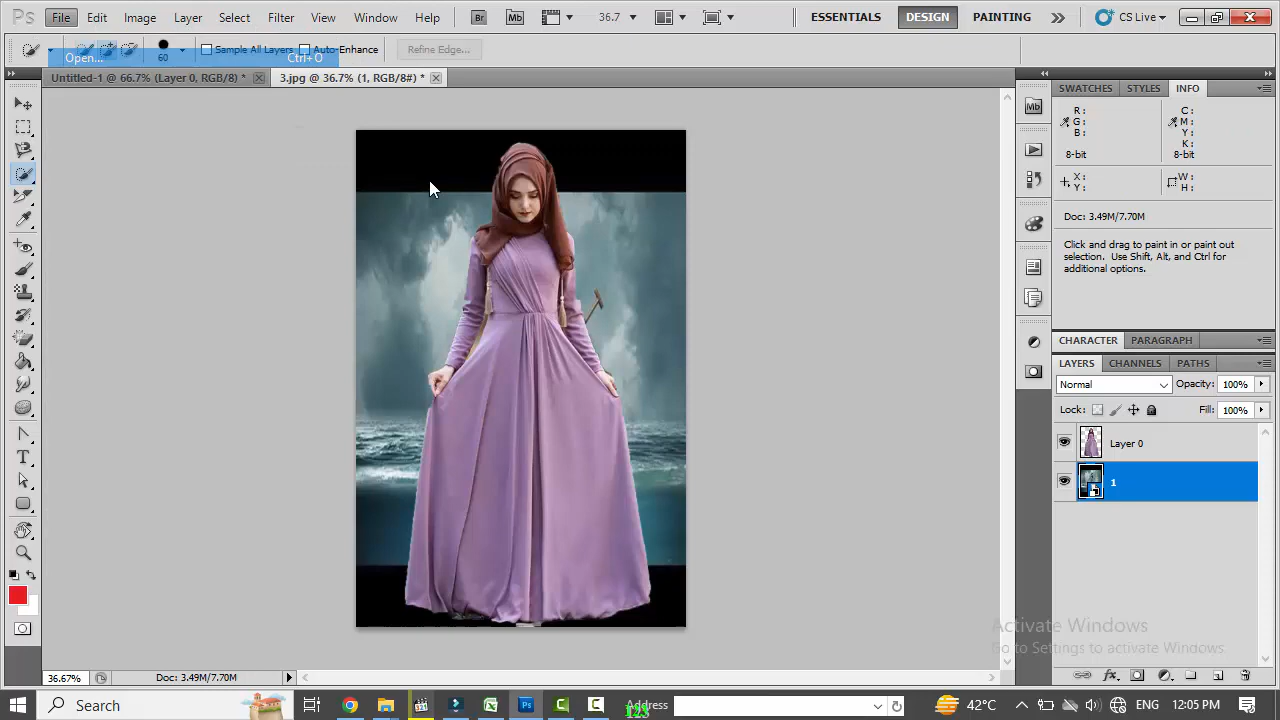 Ps File Edit Image Layer Select Filter View Window Help Br Mb 36.7 ESSENTIALS DESIGN PAINTING CS Live
60 Sample All Layers Auto-Enhance Refine Edge...
Open... Ctrl+O
Untitled-1 @ 66.7% (Layer 0, RGB/8) * 3.jpg @ 36.7% (1, RGB/8#) *
SWATCHES STYLES INFO
R: C:
G: M:
B: Y:
K:
8-bit 8-bit
X: W:
Y: H:
Doc: 3.49M/7.70M
Click and drag to paint in or paint out
selection. Use Shift, Alt, and Ctrl for
additional options.
CHARACTER PARAGRAPH
LAYERS CHANNELS PATHS
Normal Opacity: 100%
Lock: Fill: 100%
Layer 0
1
Activate Windows
Go to Settings to activate Windows.
36.67% Doc: 3.49M/7.70M
Search Address 123 42°C ENG 12:05 PM